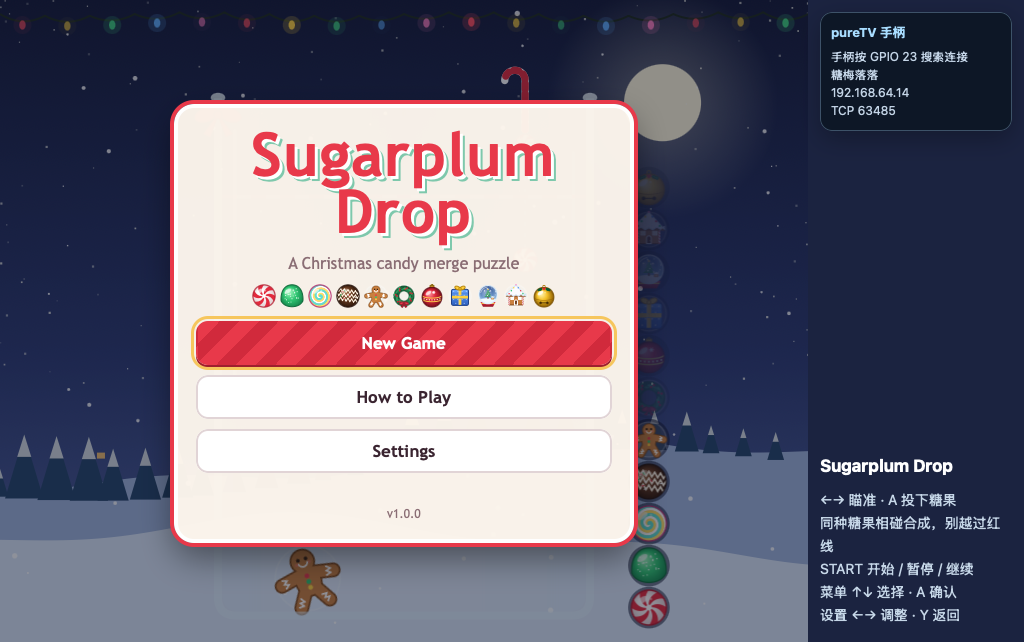 Sugarplum
Drop
A Christmas candy merge puzzle
New Game
How to Play
Settings
v1.0.0
pureTV 手柄
手柄按 GPIO 23 搜索连接
糖梅落落
192.168.64.14
TCP 63485
Sugarplum Drop
←→ 瞄准 · A 投下糖果
同种糖果相碰合成，别越过红
线
START 开始 / 暂停 / 继续
菜单 ↑↓ 选择 · A 确认
设置 ←→ 调整 · Y 返回